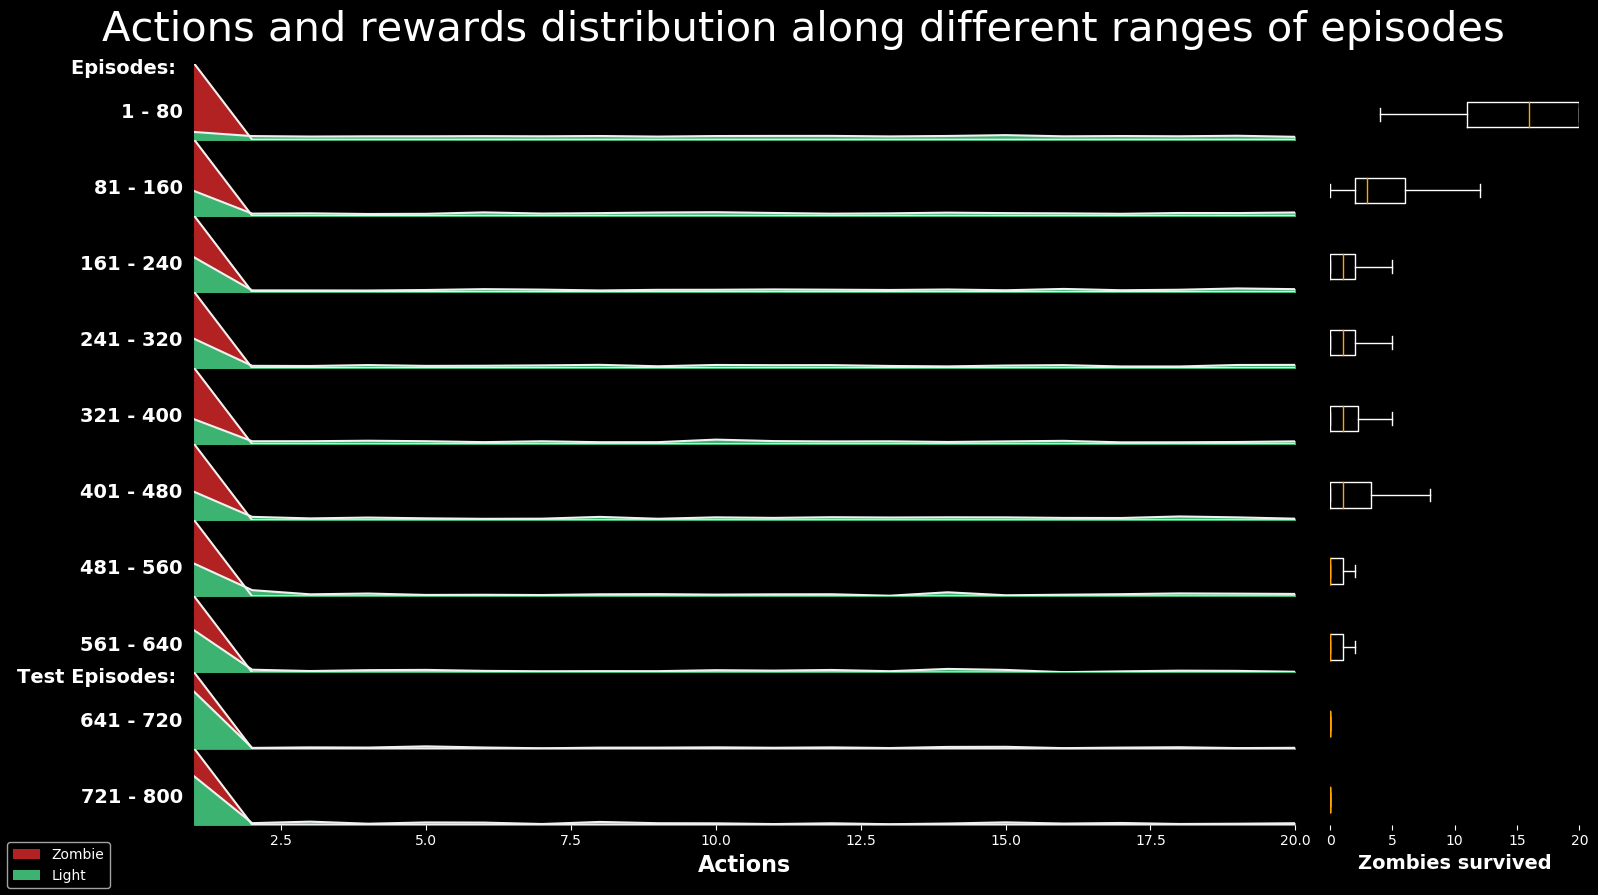 Actions and rewards distribution along different ranges of episodes
Episodes:
1 - 80
81 - 160
161 - 240
241 - 320
321 - 400
401 - 480
481 - 560
561 - 640
Test Episodes:
641 - 720
721 - 800
2.5 5.0 7.5 10.0 12.5 15.0 17.5 20.0
Actions
0 5 10 15 20
Zombies survived
Zombie
Light